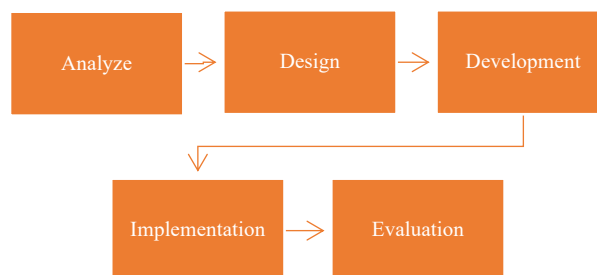 Analyze
Design
Development
Implementation
Evaluation